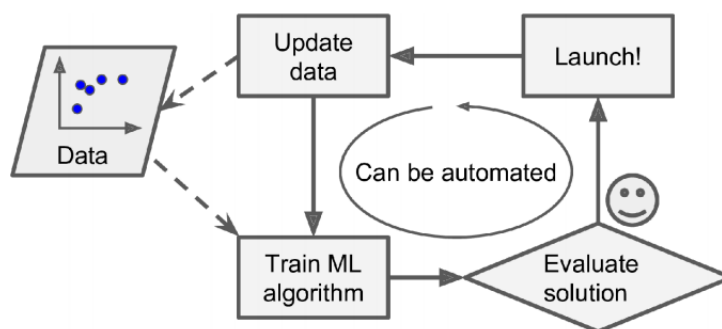 Update
data
Launch!
Data
Can be automated
Train ML
algorithm
Evaluate
solution